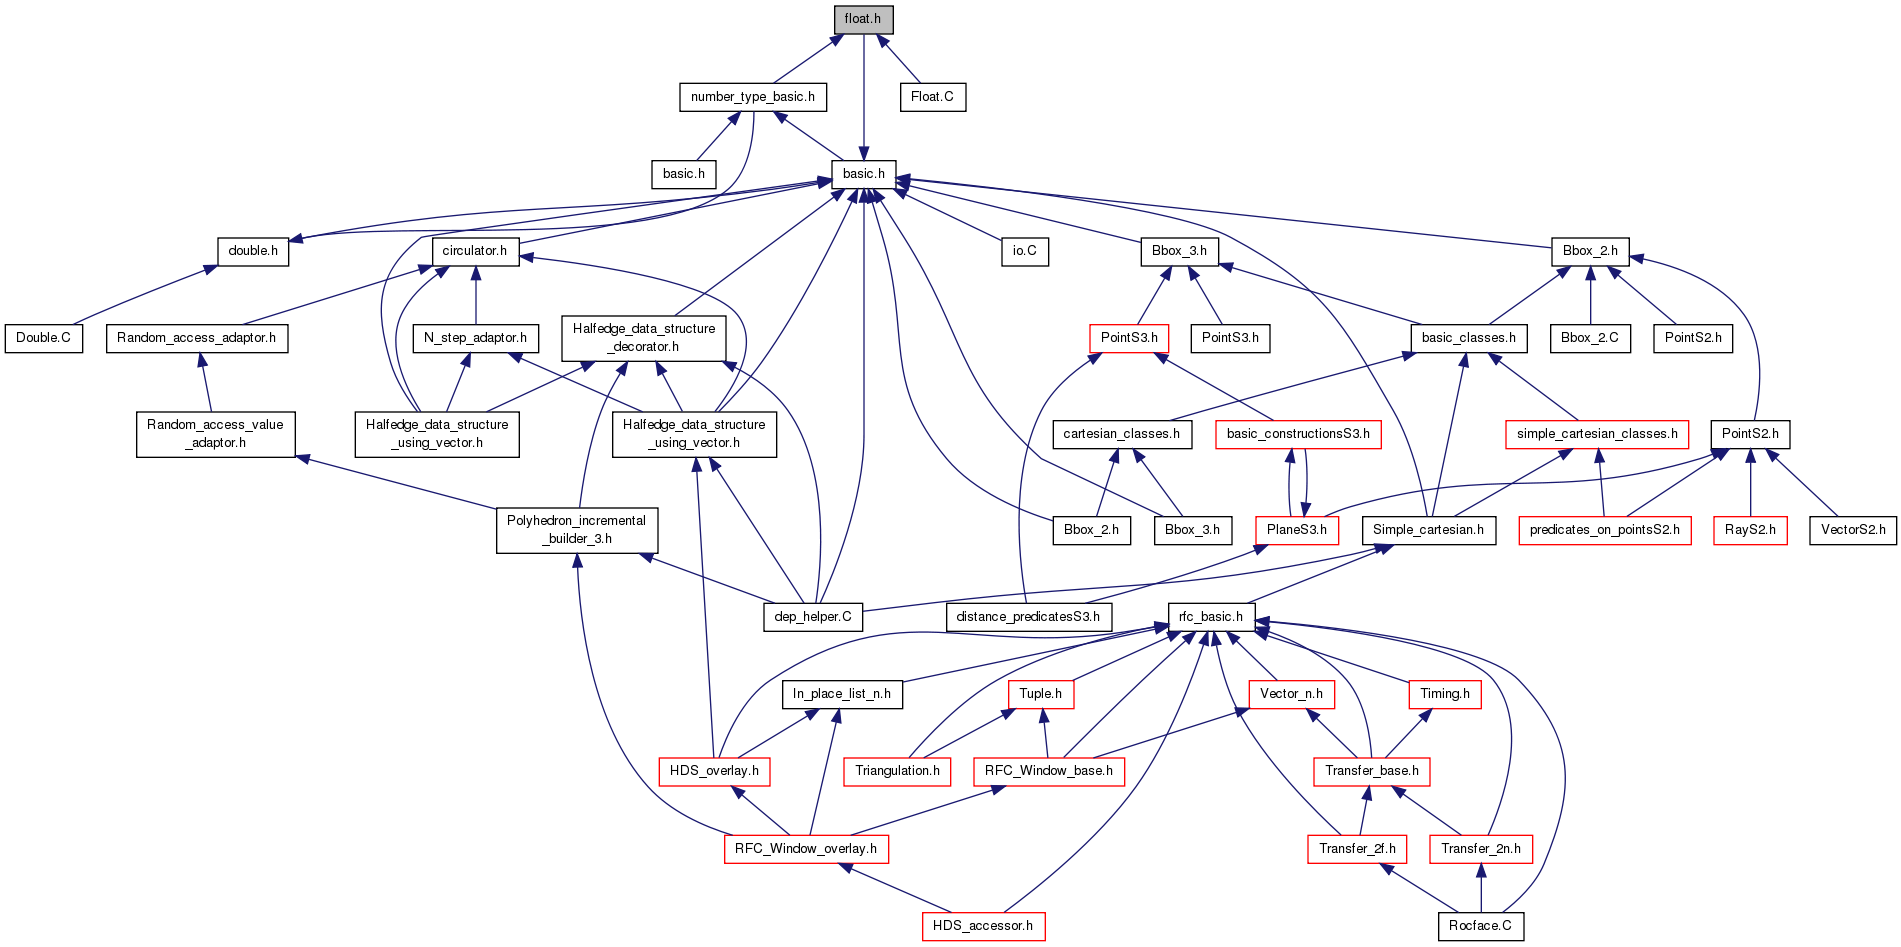 float.h
number_type_basic.h
Float.C
basic.h
basic.h
double.h
circulator.h
io.C
Bbox_3.h
Bbox_2.h
Double.C
Random_access_adaptor.h
N_step_adaptor.h
Halfedge_data_structure
_decorator.h
PointS3.h
PointS3.h
basic_classes.h
Bbox_2.C
PointS2.h
Random_access_value
_adaptor.h
Halfedge_data_structure
_using_vector.h
Halfedge_data_structure
_using_vector.h
cartesian_classes.h
basic_constructionsS3.h
simple_cartesian_classes.h
PointS2.h
Polyhedron_incremental
_builder_3.h
Bbox_2.h
Bbox_3.h
PlaneS3.h
Simple_cartesian.h
predicates_on_pointsS2.h
RayS2.h
VectorS2.h
dep_helper.C
distance_predicatesS3.h
rfc_basic.h
In_place_list_n.h
Tuple.h
Vector_n.h
Timing.h
HDS_overlay.h
Triangulation.h
RFC_Window_base.h
Transfer_base.h
RFC_Window_overlay.h
Transfer_2f.h
Transfer_2n.h
HDS_accessor.h
Rocface.C